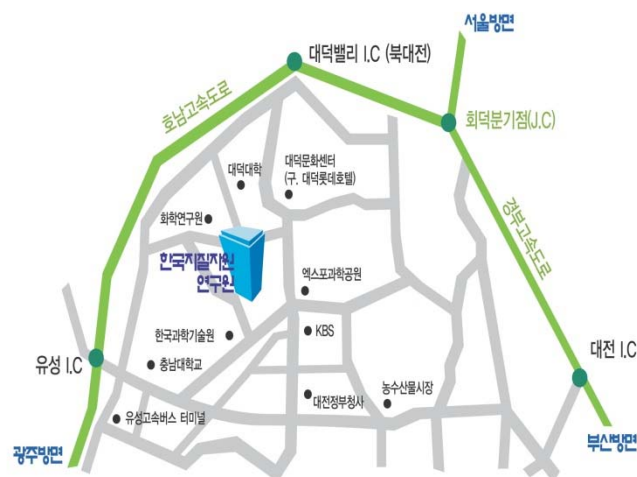 서울방면
대덕밸리 I.C (북대전)
호남고속도로
회덕분기점(J.C)
대덕대학
대덕문화센터
(구. 대덕롯데호텔)
화학연구원
경부고속도로
한국지질자원
연구원
엑스포과학공원
한국과학기술원
KBS
유성 I.C
충남대학교
대전 I.C
대전정부청사
농수산물시장
유성고속버스 터미널
광주방면
부산방면